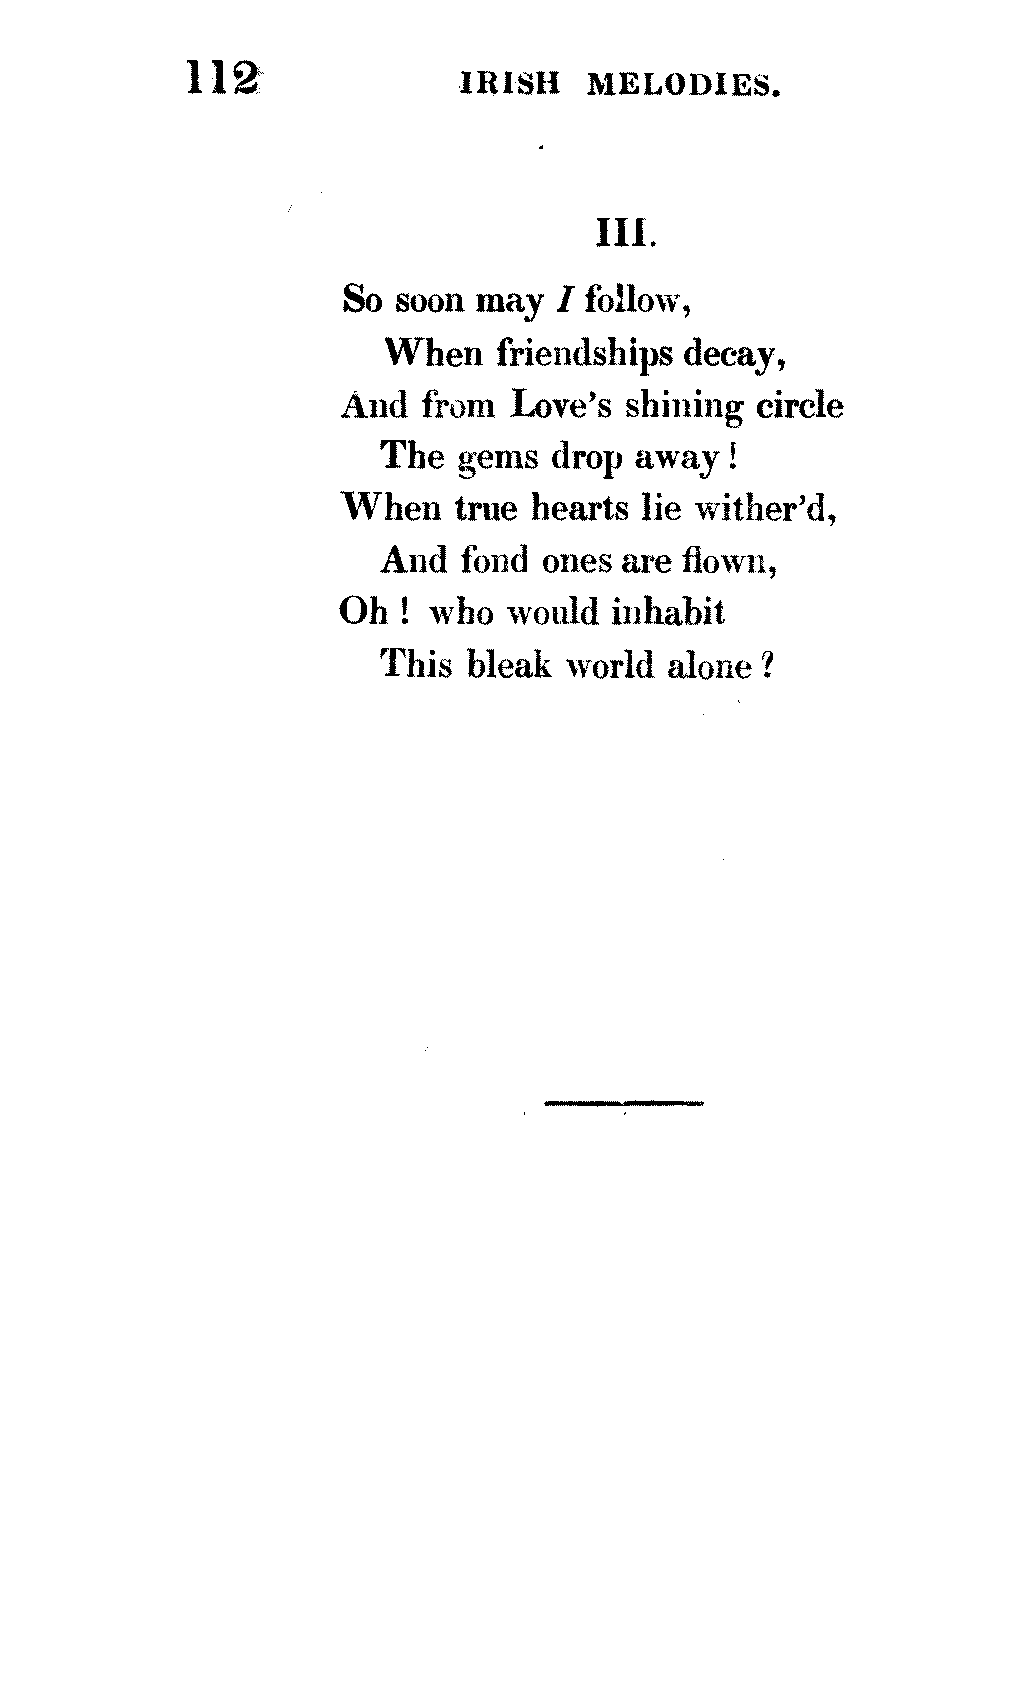 112 IRISH MELODIES.
III.
So soon may I follow,
When friendships decay,
And from Love's shining circle
The gems drop away!
When true hearts lie wither'd,
And fond ones are flown,
Oh! who would inhabit
This bleak world alone?